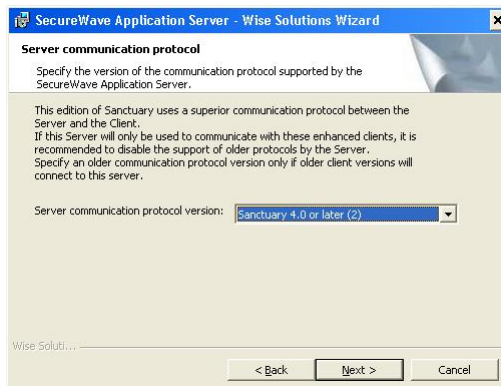 SecureWave Application Server - Wise Solutions Wizard
Server communication protocol
Specify the version of the communication protocol supported by the
SecureWave Application Server.
This edition of Sanctuary uses a superior communication protocol between the
Server and the Client.
If this Server will only be used to communicate with these enhanced clients, it is
recommended to disable the support of older protocols by the Server.
Specify an older communication protocol version only if older client versions will
connect to this server.
Server communication protocol version: Sanctuary 4.0 or later (2)
Wise Soluti...
< Back Next > Cancel